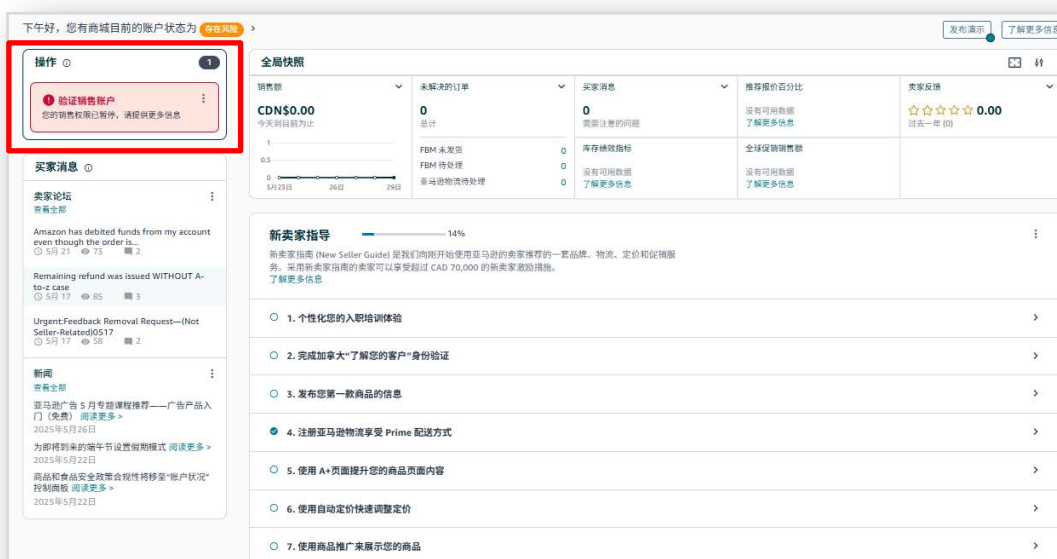 下午好，您有商城目前的账户状态为 存在风险 >
发布演示
了解更多信息
操作
1
验证销售账户
您的销售权限已暂停，请提供更多信息
买家消息
卖家论坛
查看全部
Amazon has debited funds from my account
even though the order is...
5月 21 73 2
Remaining refund was issued WITHOUT A-
to-z case
5月 17 85 3
Urgent:Feedback Removal Request—(Not
Seller-Related)0517
5月 17 58 2
新闻
查看全部
亚马逊广告 5 月专题课程推荐——广告产品入
门（免费） 阅读更多 >
2025年5月26日
为即将到来的端午节设置假期模式 阅读更多 >
2025年5月22日
商品和食品安全政策合规性将移至“账户状况”
控制面板 阅读更多 >
2025年5月22日
全局快照
销售额
CDN$0.00
今天到目前为止
1
0.5
0
5月23日 26日 29日
未解决的订单
0
总计
FBM 未发货 0
FBM 待处理 0
亚马逊物流待处理 0
买家消息
0
需要注意的问题
库存绩效指标
没有可用数据
了解更多信息
推荐报价百分比
没有可用数据
了解更多信息
全球促销销售额
没有可用数据
了解更多信息
卖家反馈
0.00
过去一年 (0)
新卖家指导 14%
新卖家指南 (New Seller Guide) 是我们向刚开始使用亚马逊的卖家推荐的一套品牌、物流、定价和促销服
务。采用新卖家指南的卖家可以享受超过 CAD 70,000 的新卖家激励措施。
了解更多信息
1. 个性化您的入职培训体验
2. 完成加拿大“了解您的客户”身份验证
3. 发布您第一款商品的信息
4. 注册亚马逊物流享受 Prime 配送方式
5. 使用 A+页面提升您的商品页面内容
6. 使用自动定价快速调整定价
7. 使用商品推广来展示您的商品